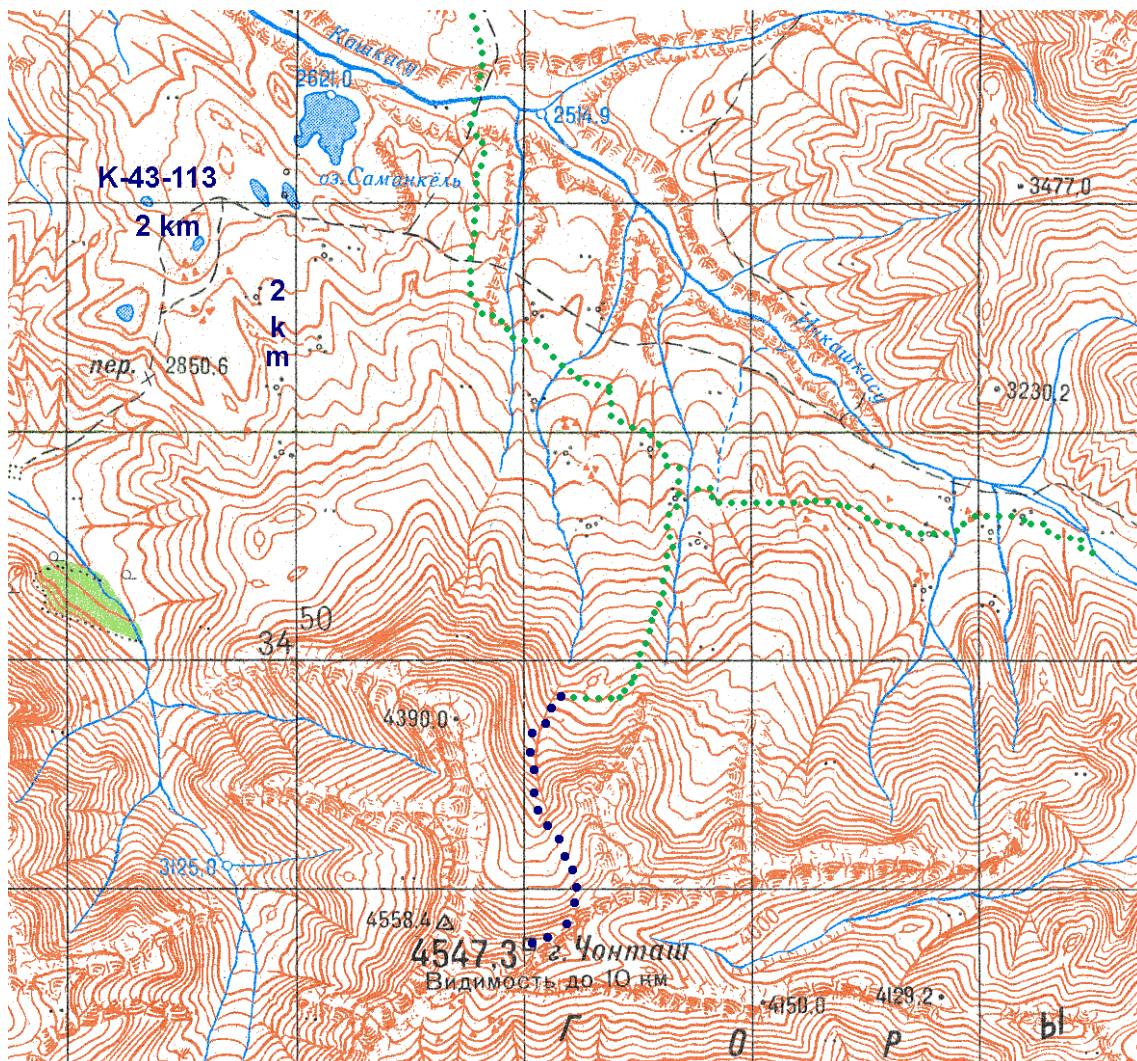 Кашкасу
2621.0
2514.9
оз. Саманкёль
K-43-113
3477.0
2 km
2
k
m
Ичкашкасу
пер. 2850,6
3230,2
Р
Р
50
34
4390.0
3125.0
4558.4
4547,3 г. Чонташ
Видимость до 10 км
4150.0
4129,2
Г О Р Ы